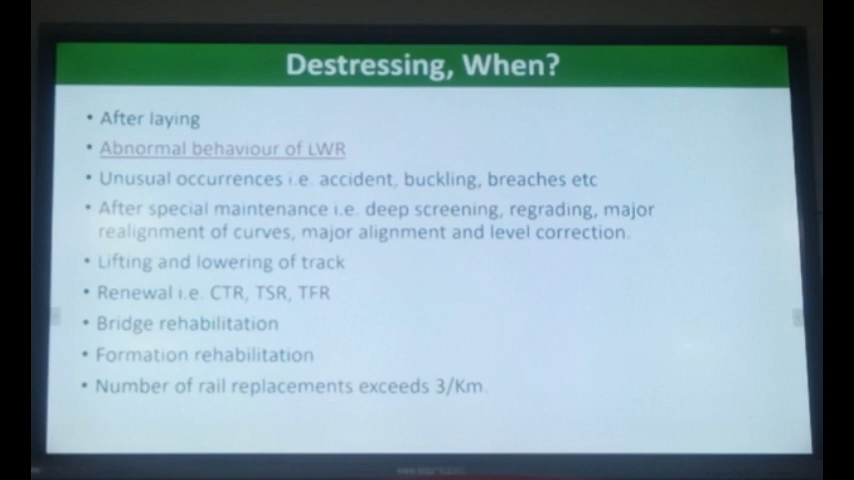 Destressing, When?
• After laying
• Abnormal behaviour of LWR
• Unusual occurrences i.e. accident, buckling, breaches etc
• After special maintenance i.e. deep screening, regrading, major
realignment of curves, major alignment and level correction.
• Lifting and lowering of track
• Renewal i.e. CTR, TSR, TFR
• Bridge rehabilitation
• Formation rehabilitation
• Number of rail replacements exceeds 3/Km.